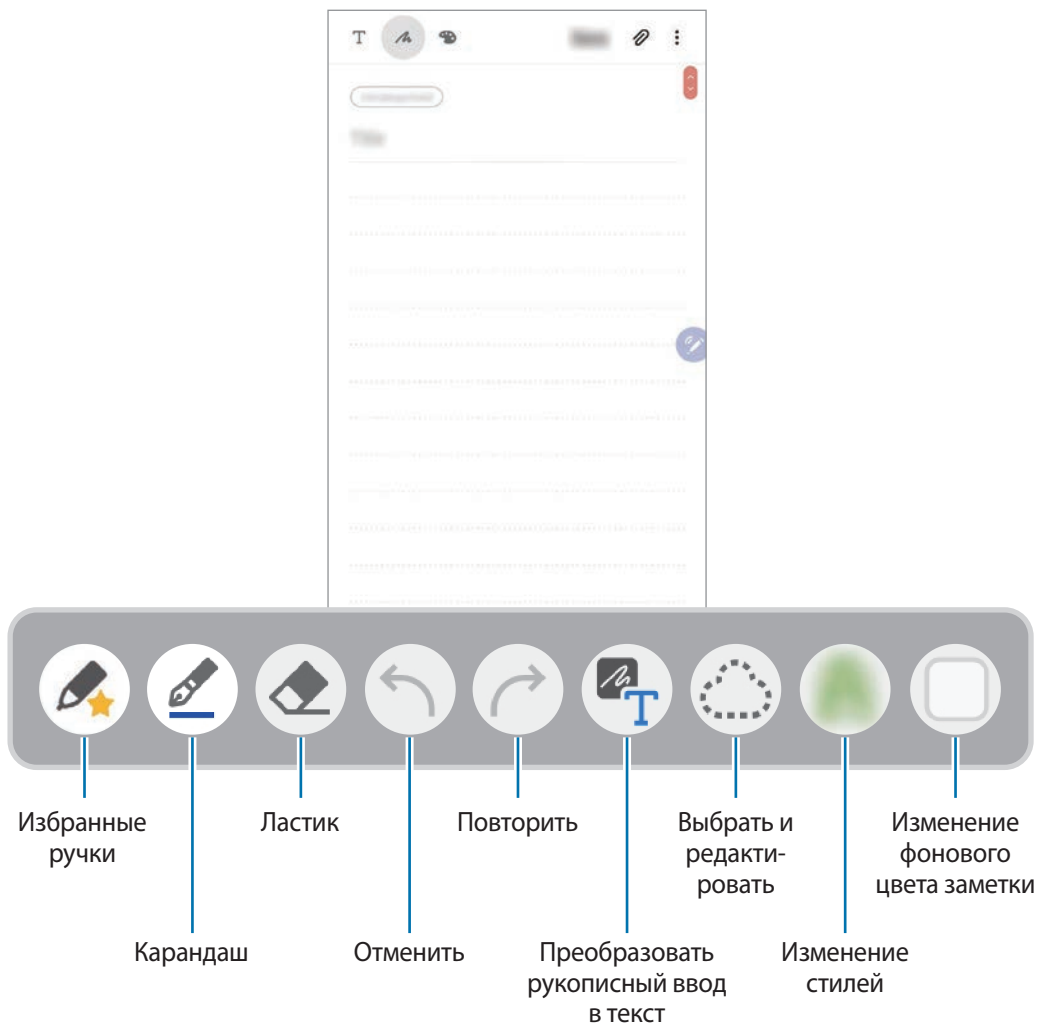 T
T
Избранные
ручки
Ластик
Повторить
Выбрать и
редакти-
ровать
Изменение
фонового
цвета заметки
Карандаш
Отменить
Преобразовать
рукописный ввод
в текст
Изменение
стилей